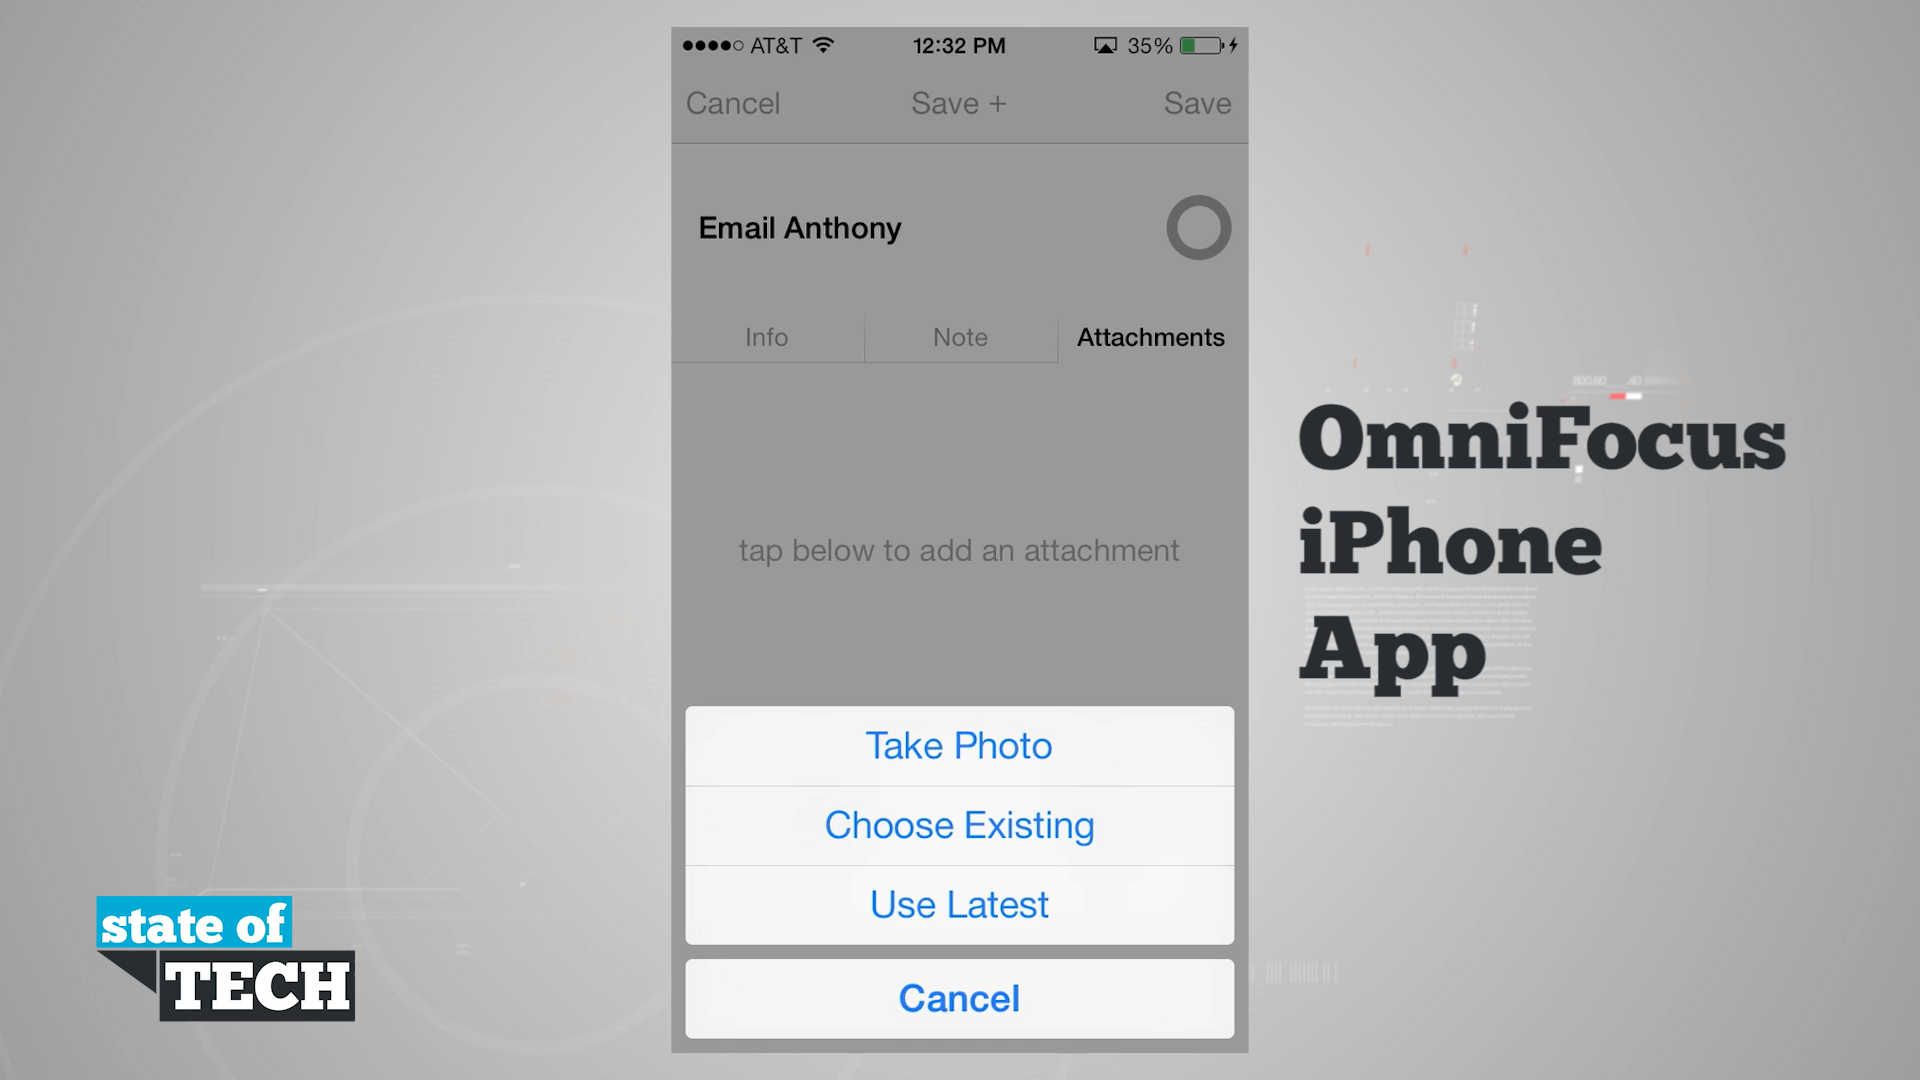 AT&T 12:32 PM 35%
Cancel Save + Save
Email Anthony
Info Note Attachments
tap below to add an attachment
Take Photo
Choose Existing
Use Latest
Cancel
OmniFocus
iPhone
App
state of
TECH